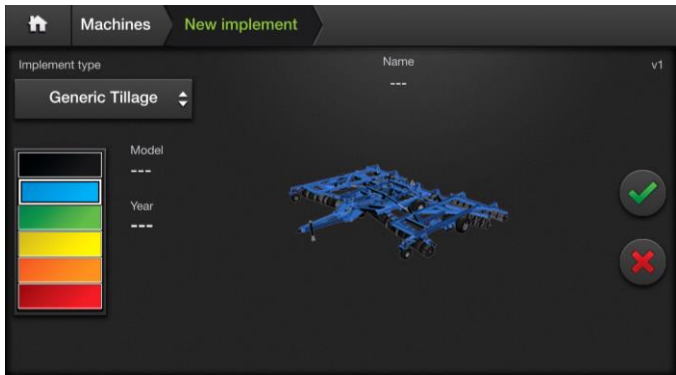 Machines
New implement
Implement type
Name
v1
---
Generic Tillage
Model
---
Year
---